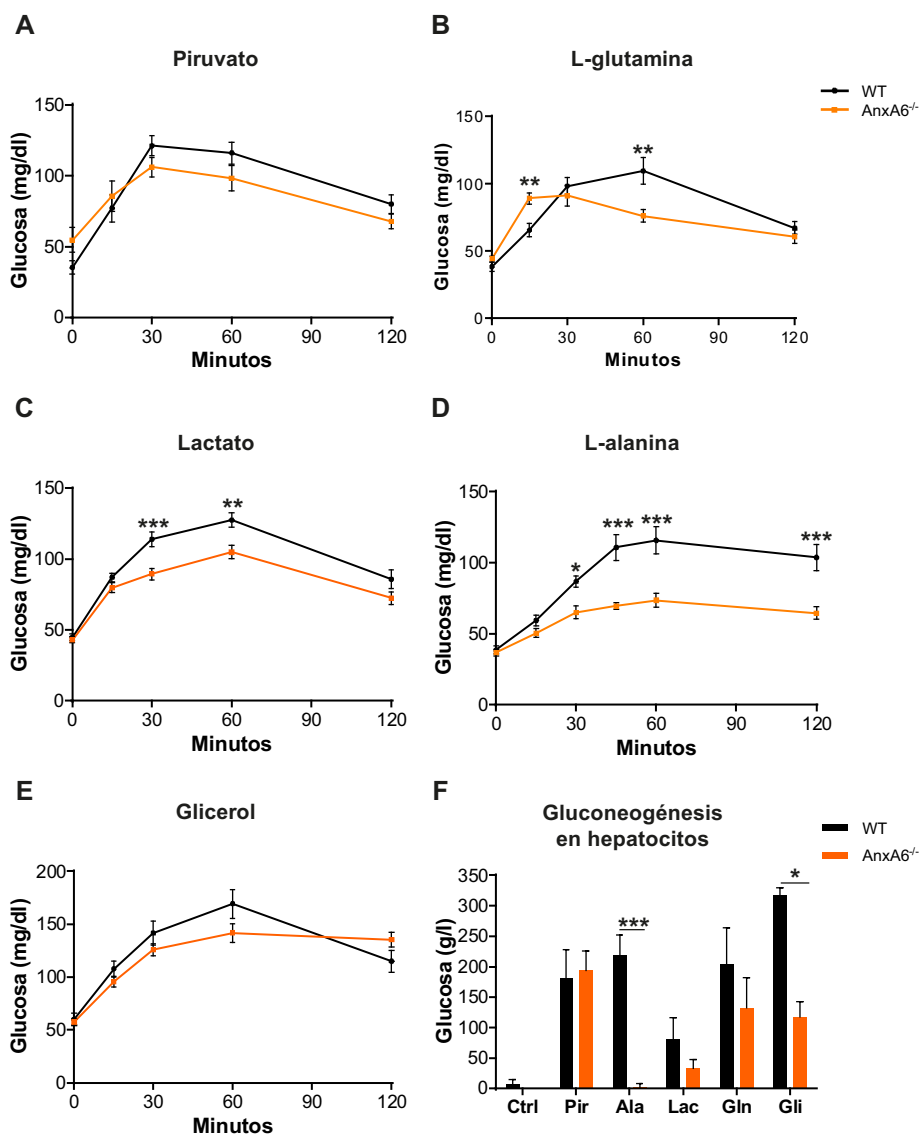 A
Piruvato
Glucosa (mg/dl)
150
100
50
0
0 30 60 90 120
Minutos
B
L-glutamina
WT
AnxA6-/-
Glucosa (mg/dl)
150
100
50
0
** **
0 30 60 90 120
Minutos
C
Lactato
Glucosa (mg/dl)
150
100
50
0
*** **
0 30 60 90 120
Minutos
D
L-alanina
Glucosa (mg/dl)
150
100
50
0
* *** *** ***
0 30 60 90 120
Minutos
E
Glicerol
Glucosa (mg/dl)
200
150
100
50
0
0 30 60 90 120
Minutos
F
Gluconeogénesis
en hepatocitos
WT
AnxA6-/-
Glucosa (g/l)
350
300
250
200
150
100
50
0
*** *
Ctrl Pir Ala Lac Gln Gli